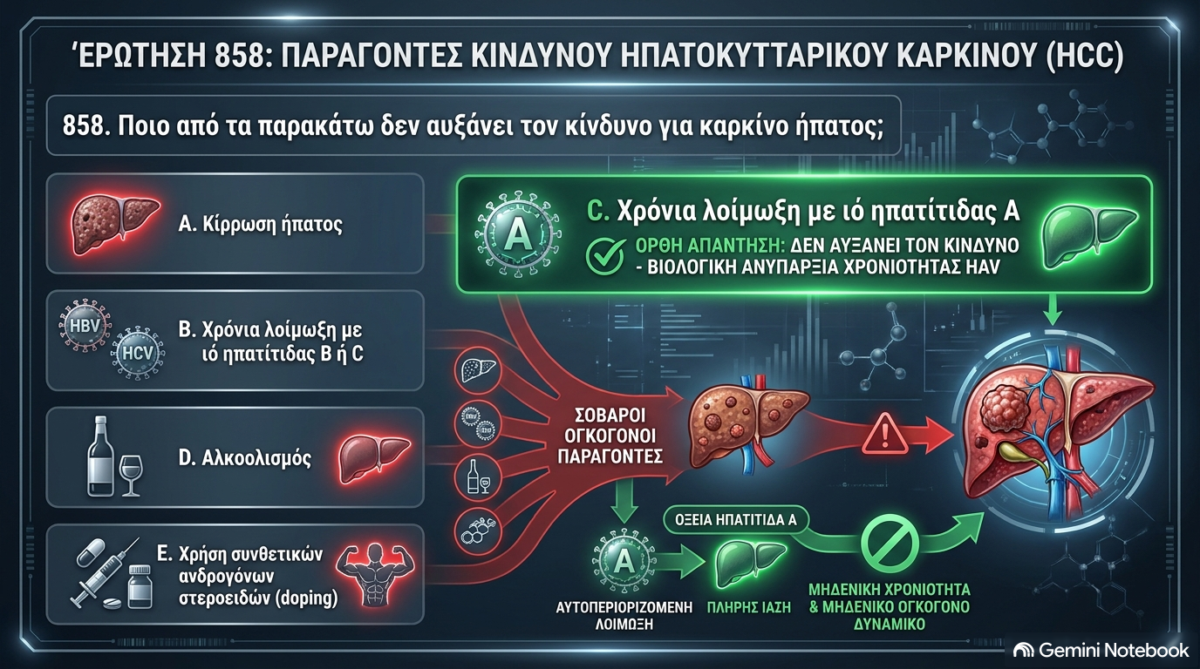 ΈΡΩΤΗΣΗ 858: ΠΑΡΑΓΟΝΤΕΣ ΚΙΝΔΥΝΟΥ ΗΠΑΤΟΚΥΤΤΑΡΙΚΟΥ ΚΑΡΚΙΝΟΥ (HCC)
858. Ποιο από τα παρακάτω δεν αυξάνει τον κίνδυνο για καρκίνο ήπατος;
A. Κίρρωση ήπατος
A
C. Χρόνια λοίμωξη με ιό ηπατίτιδας A
ΟΡΘΗ ΑΠΑΝΤΗΣΗ: ΔΕΝ ΑΥΞΑΝΕΙ ΤΟΝ ΚΙΝΔΥΝΟ
- ΒΙΟΛΟΓΙΚΗ ΑΝΥΠΑΡΞΙΑ ΧΡΟΝΙΟΤΗΤΑΣ HAV
HBV
HCV
B. Χρόνια λοίμωξη με
ιό ηπατίτιδας B ή C
D. Αλκοολισμός
E. Χρήση συνθετικών
ανδρογόνων
στεροειδών (doping)
ΣΟΒΑΡΟΙ
ΟΓΚΟΓΟΝΟΙ
ΠΑΡΑΓΟΝΤΕΣ
ΟΞΕΙΑ ΗΠΑΤΙΤΙΔΑ A
A
ΑΥΤΟΠΕΡΙΟΡΙΖΟΜΕΝΗ
ΛΟΙΜΩΞΗ
ΠΛΗΡΗΣ ΙΑΣΗ
ΜΗΔΕΝΙΚΗ ΧΡΟΝΙΟΤΗΤΑ
& ΜΗΔΕΝΙΚΟ ΟΓΚΟΓΟΝΟ
ΔΥΝΑΜΙΚΟ
Gemini Notebook